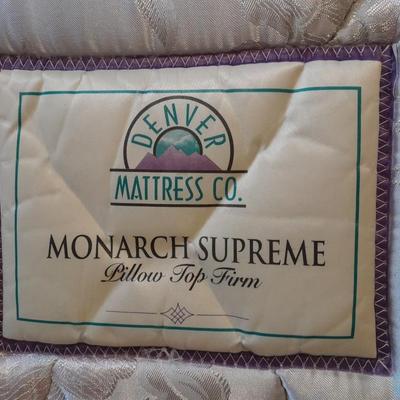 DENVER
MATTRESS CO.
MONARCH SUPREME
Pillow Top Firm